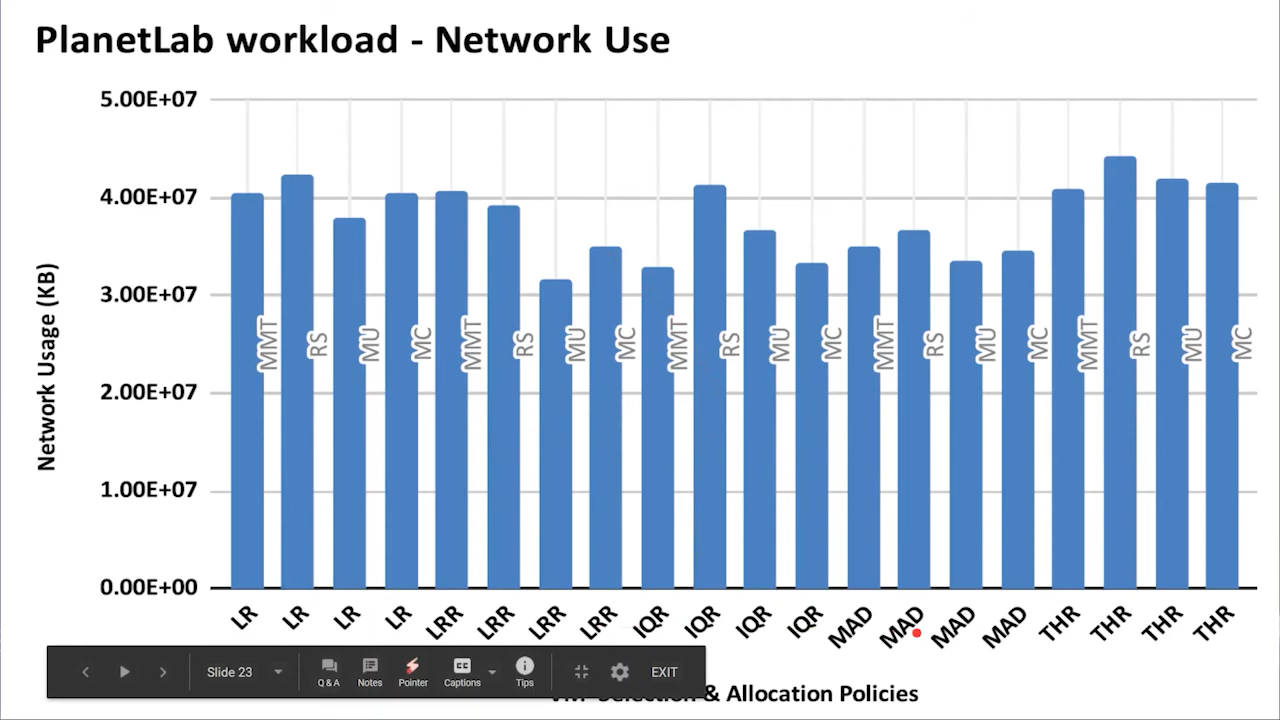 PlanetLab workload - Network Use
Network Usage (KB)
5.00E+07
4.00E+07
3.00E+07
2.00E+07
1.00E+07
0.00E+00
MMT RS MU MC MMT RS MU MC MMT RS MU MC MMT RS MU MC MMT RS MU MC
LR LR LR LR LRR LRR LRR LRR IQR IQR IQR IQR MAD MAD MAD MAD THR THR THR THR
& Allocation Policies
Slide 23
Q & A
Notes
Pointer
CC
Captions
Tips
EXIT